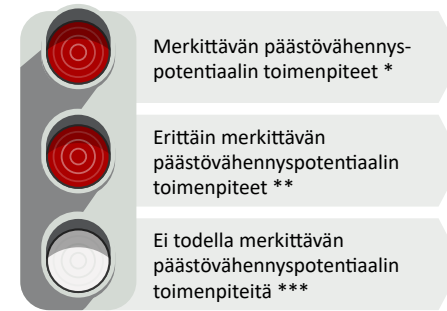 Merkittävän päästövähennys-
potentiaalin toimenpiteet *
Erittäin merkittävän
päästövähennyspotentiaalin
toimenpiteet **
Ei todella merkittävän
päästövähennyspotentiaalin
toimenpiteitä ***